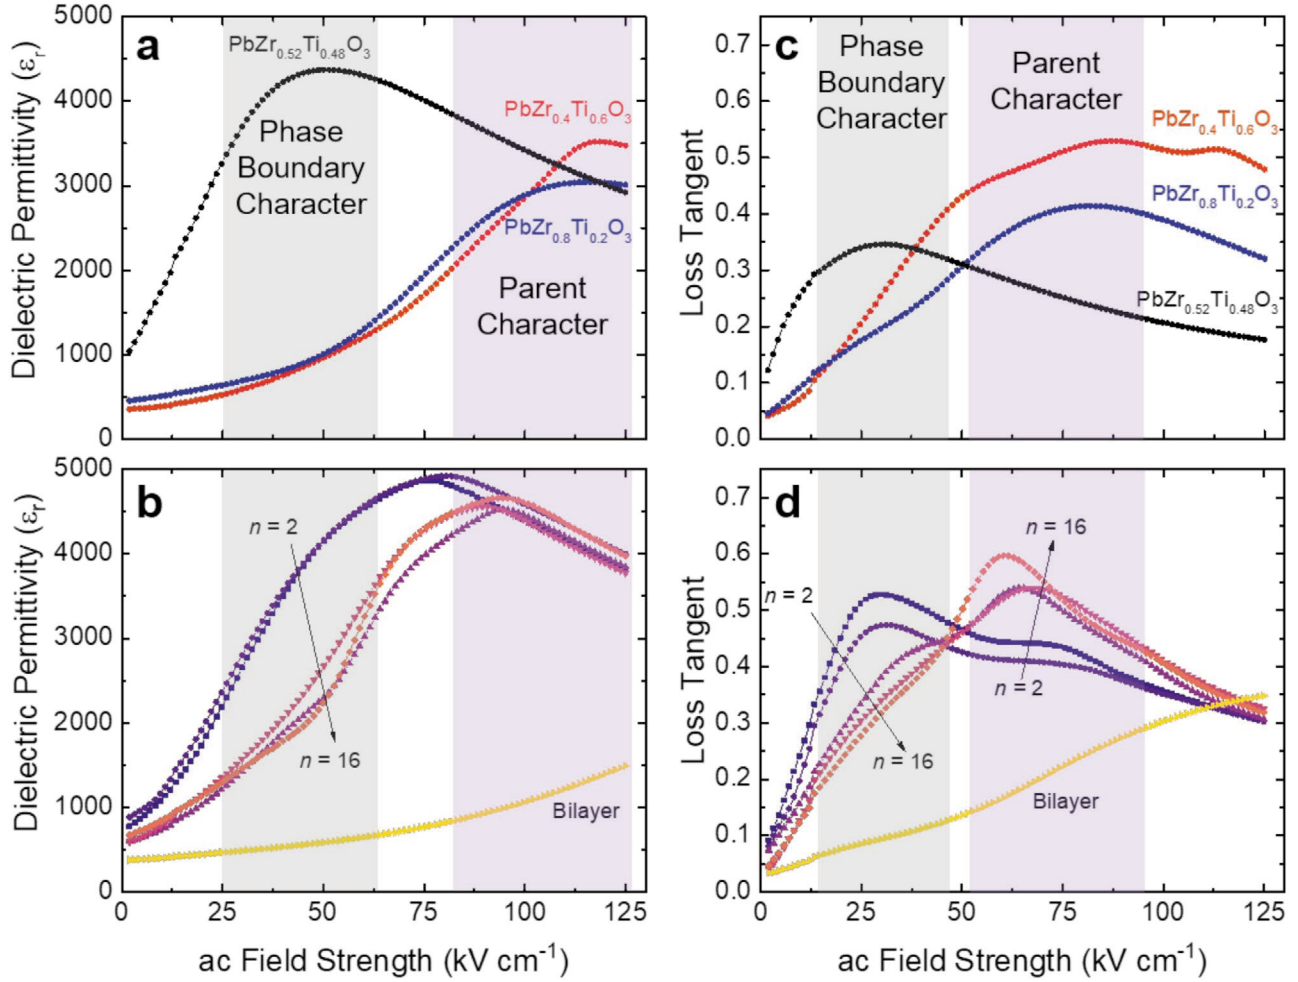 a
PbZr0.52Ti0.48O3
Phase
Boundary
Character
PbZr0.4Ti0.6O3
PbZr0.8Ti0.2O3
Parent
Character
Dielectric Permittivity (εr)
5000
4000
3000
2000
1000
0
c
Phase
Boundary
Character
Parent
Character
PbZr0.4Ti0.6O3
PbZr0.8Ti0.2O3
PbZr0.52Ti0.48O3
Loss Tangent
0.7
0.6
0.5
0.4
0.3
0.2
0.1
0.0
b
n = 2
n = 16
Bilayer
Dielectric Permittivity (εr)
5000
4000
3000
2000
1000
0
0 25 50 75 100 125
ac Field Strength (kV cm-1)
d
n = 16
n = 2
n = 2
n = 16
Bilayer
Loss Tangent
0.7
0.6
0.5
0.4
0.3
0.2
0.1
0.0
0 25 50 75 100 125
ac Field Strength (kV cm-1)